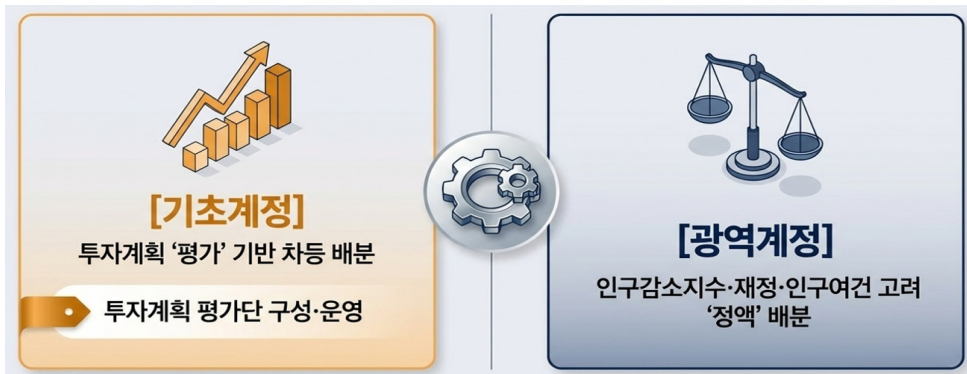 [기초계정]
투자계획 ‘평가’ 기반 차등 배분
투자계획 평가단 구성·운영
[광역계정]
인구감소지수·재정·인구여건 고려
‘정액’ 배분